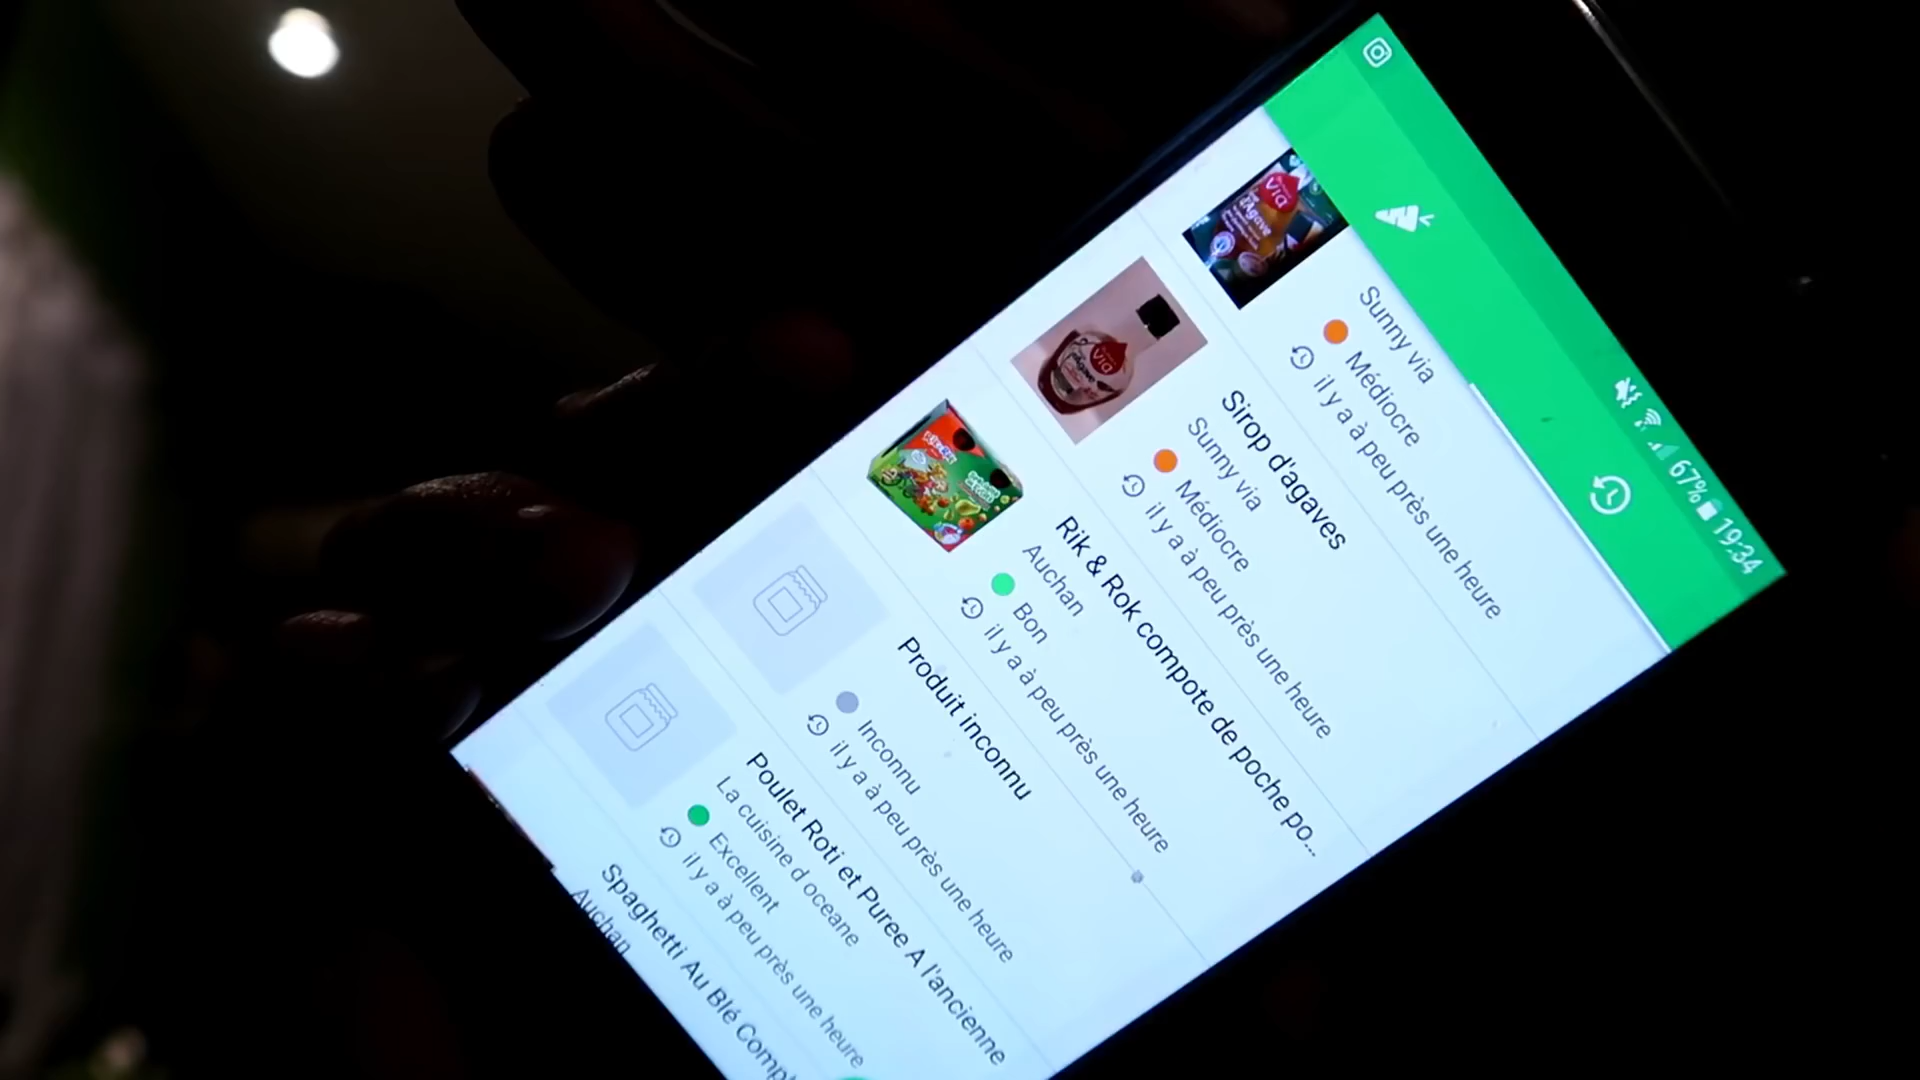 67% 19:34
Sunny via
Médiocre
il y a à peu près une heure
Sirop d'agaves
Sunny via
Médiocre
il y a à peu près une heure
Rik & Rok compote de poche po...
Auchan
Bon
il y a à peu près une heure
Produit inconnu
Inconnu
il y a à peu près une heure
Poulet Roti et Puree A l'ancienne
La cuisine d oceane
Excellent
il y a à peu près une heure
Spaghetti Au Blé
Auchan
Via
d'Agave
Via